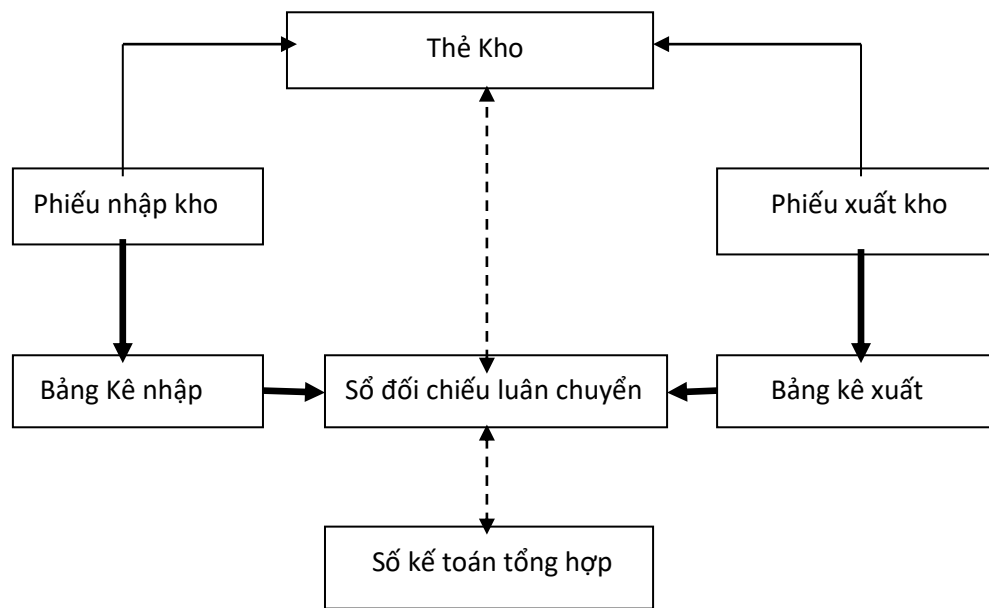 Thẻ Kho
Phiếu nhập kho
Phiếu xuất kho
Bảng Kê nhập
Sổ đối chiếu luân chuyển
Bảng kê xuất
Số kế toán tổng hợp